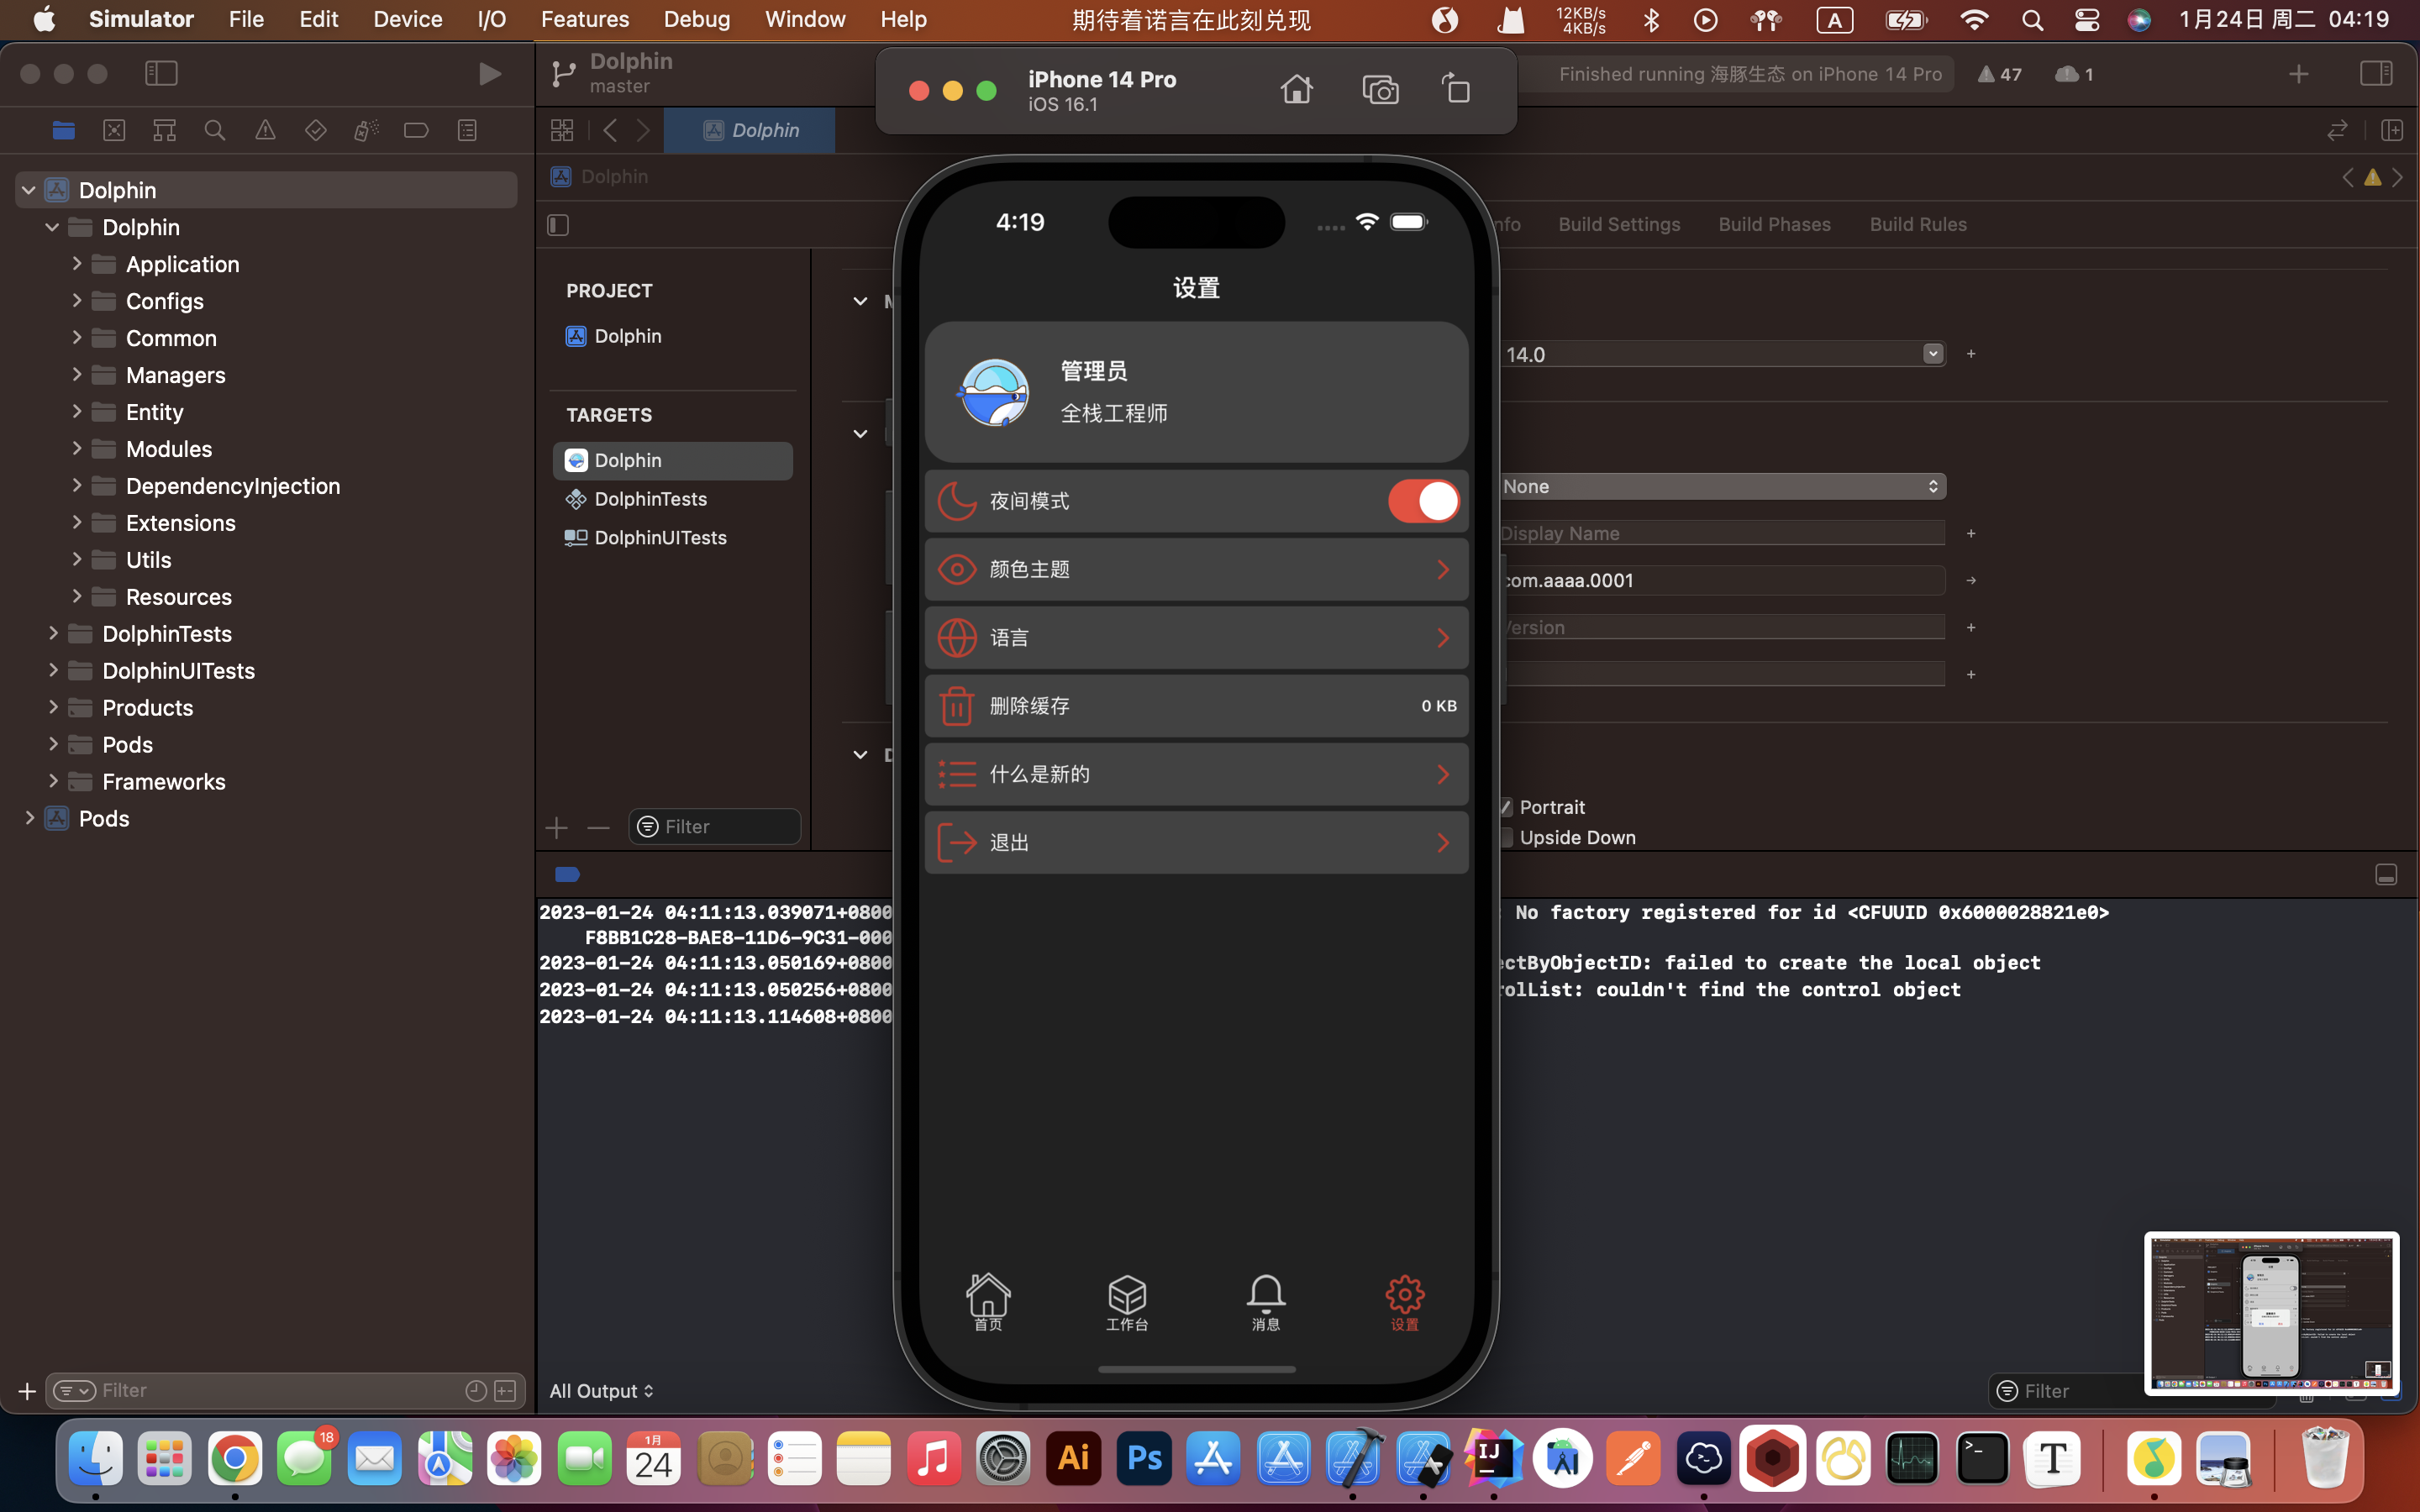 Simulator File Edit Device I/O Features Debug Window Help
期待着诺言在此刻兑现
12KB/s
4KB/s
A
1月24日 周二 04:19
Dolphin
master
iPhone 14 Pro
iOS 16.1
Finished running 海豚生态 on iPhone 14 Pro
47
1
Dolphin
Dolphin
Dolphin
Dolphin
Application
Configs
Common
Managers
Entity
Modules
DependencyInjection
Extensions
Utils
Resources
DolphinTests
DolphinUITests
Products
Pods
Frameworks
Pods
Filter
PROJECT
Dolphin
TARGETS
Dolphin
DolphinTests
DolphinUITests
Filter
Build Settings Build Phases Build Rules
14.0
None
Display Name
com.aaaa.0001
Version
Portrait
Upside Down
4:19
设置
管理员
全栈工程师
夜间模式
颜色主题
语言
删除缓存 0 KB
什么是新的
退出
首页
工作台
消息
设置
2023-01-24 04:11:13.039071+0800 : No factory registered for id <CFUUID 0x6000028821e0>
F8BB1C28-BAE8-11D6-9C31-000
2023-01-24 04:11:13.050169+0800 ectByObjectID: failed to create the local object
2023-01-24 04:11:13.050256+0800 rolList: couldn't find the control object
2023-01-24 04:11:13.114608+0800
All Output
Filter
18
1月
24
Ai
Ps
IJ
T